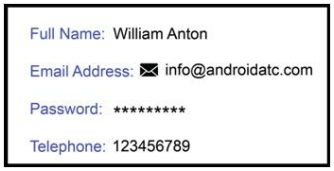 Full Name: William Anton
Email Address: info@androidatc.com
Password: *********
Telephone: 123456789